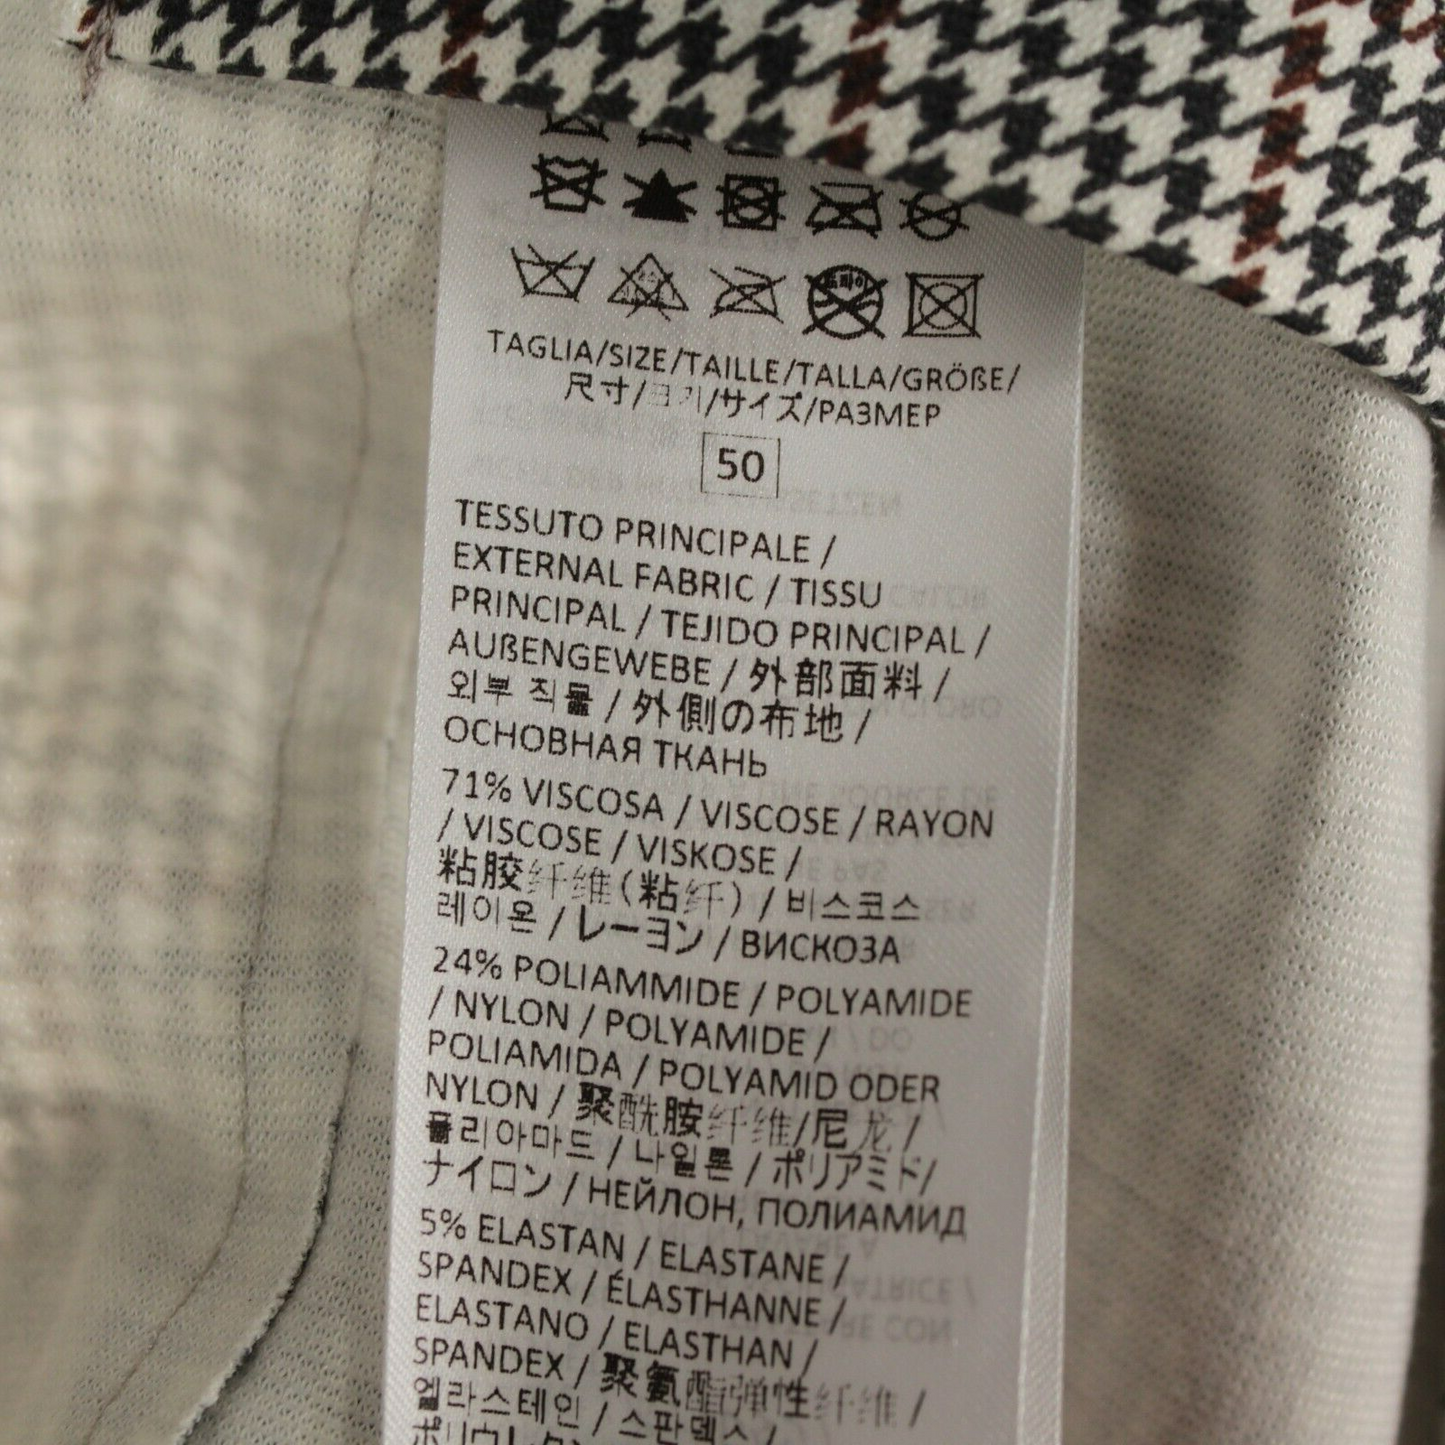 TAGLIA/SIZE/TAILLE/TALLA/GRÖßE/
尺寸/크기/サイズ/РАЗМЕР
50
TESSUTO PRINCIPALE /
EXTERNAL FABRIC / TISSU
PRINCIPAL / TEJIDO PRINCIPAL /
AUßENGEWEBE / 外部面料 /
외부 직물 / 外側の布地 /
ОСНОВНАЯ ТКАНЬ
71% VISCOSA / VISCOSE / RAYON
/ VISCOSE / VISKOSE /
粘胶纤维(粘纤) / 비스코스
레이온 / レーヨン / ВИСКОЗА
24% POLIAMMIDE / POLYAMIDE
/ NYLON / POLYAMIDE /
POLIAMIDA / POLYAMID ODER
NYLON / 聚酰胺纤维/尼龙 /
폴리아마드 / 나일론 / ポリアミド/
ナイロン / НЕЙЛОН, ПОЛИАМИД
5% ELASTAN / ELASTANE /
SPANDEX / ÉLASTHANNE /
ELASTANO / ELASTHAN /
SPANDEX / 聚氨酯弹性纤维 /
엘라스테인 / 스판덱스 /